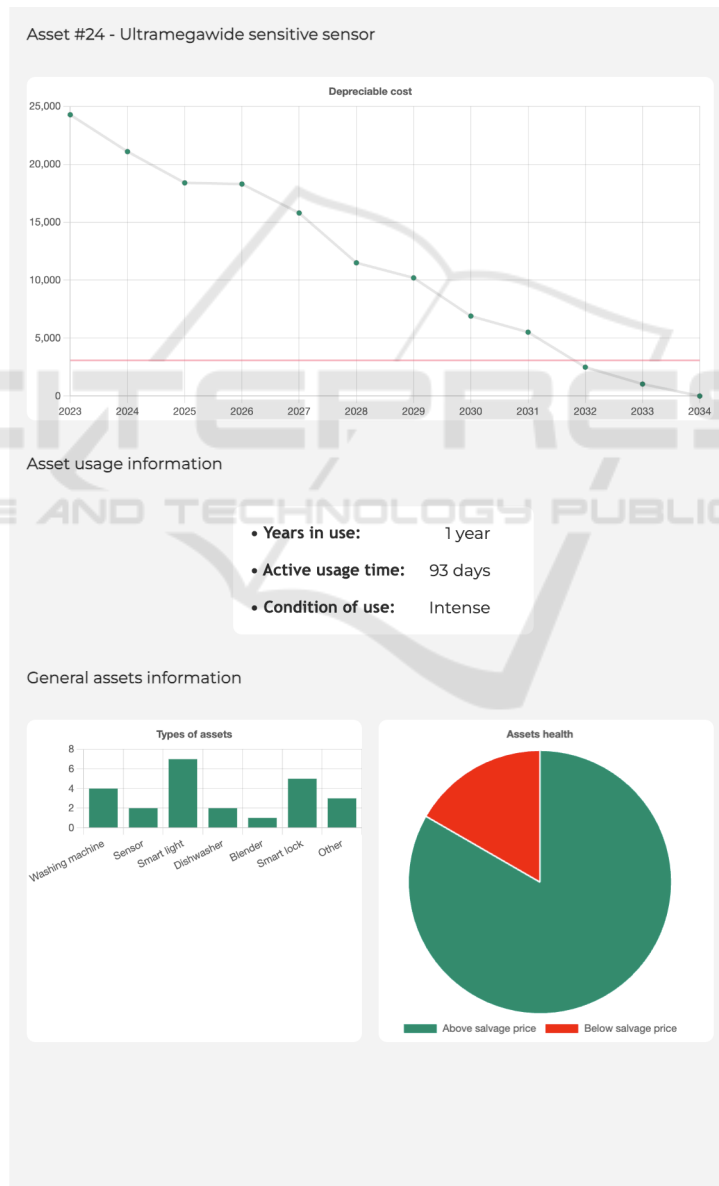 Asset #24 - Ultramegawide sensitive sensor
Depreciable cost
25,000
20,000
15,000
10,000
5,000
0
2023 2024 2025 2026 2027 2028 2029 2030 2031 2032 2033 2034
Asset usage information
• Years in use: 1 year
• Active usage time: 93 days
• Condition of use: Intense
General assets information
Types of assets
8
6
4
2
0
Washing machine Sensor Smart light Dishwasher Blender Smart lock Other
Assets health
Above salvage price Below salvage price